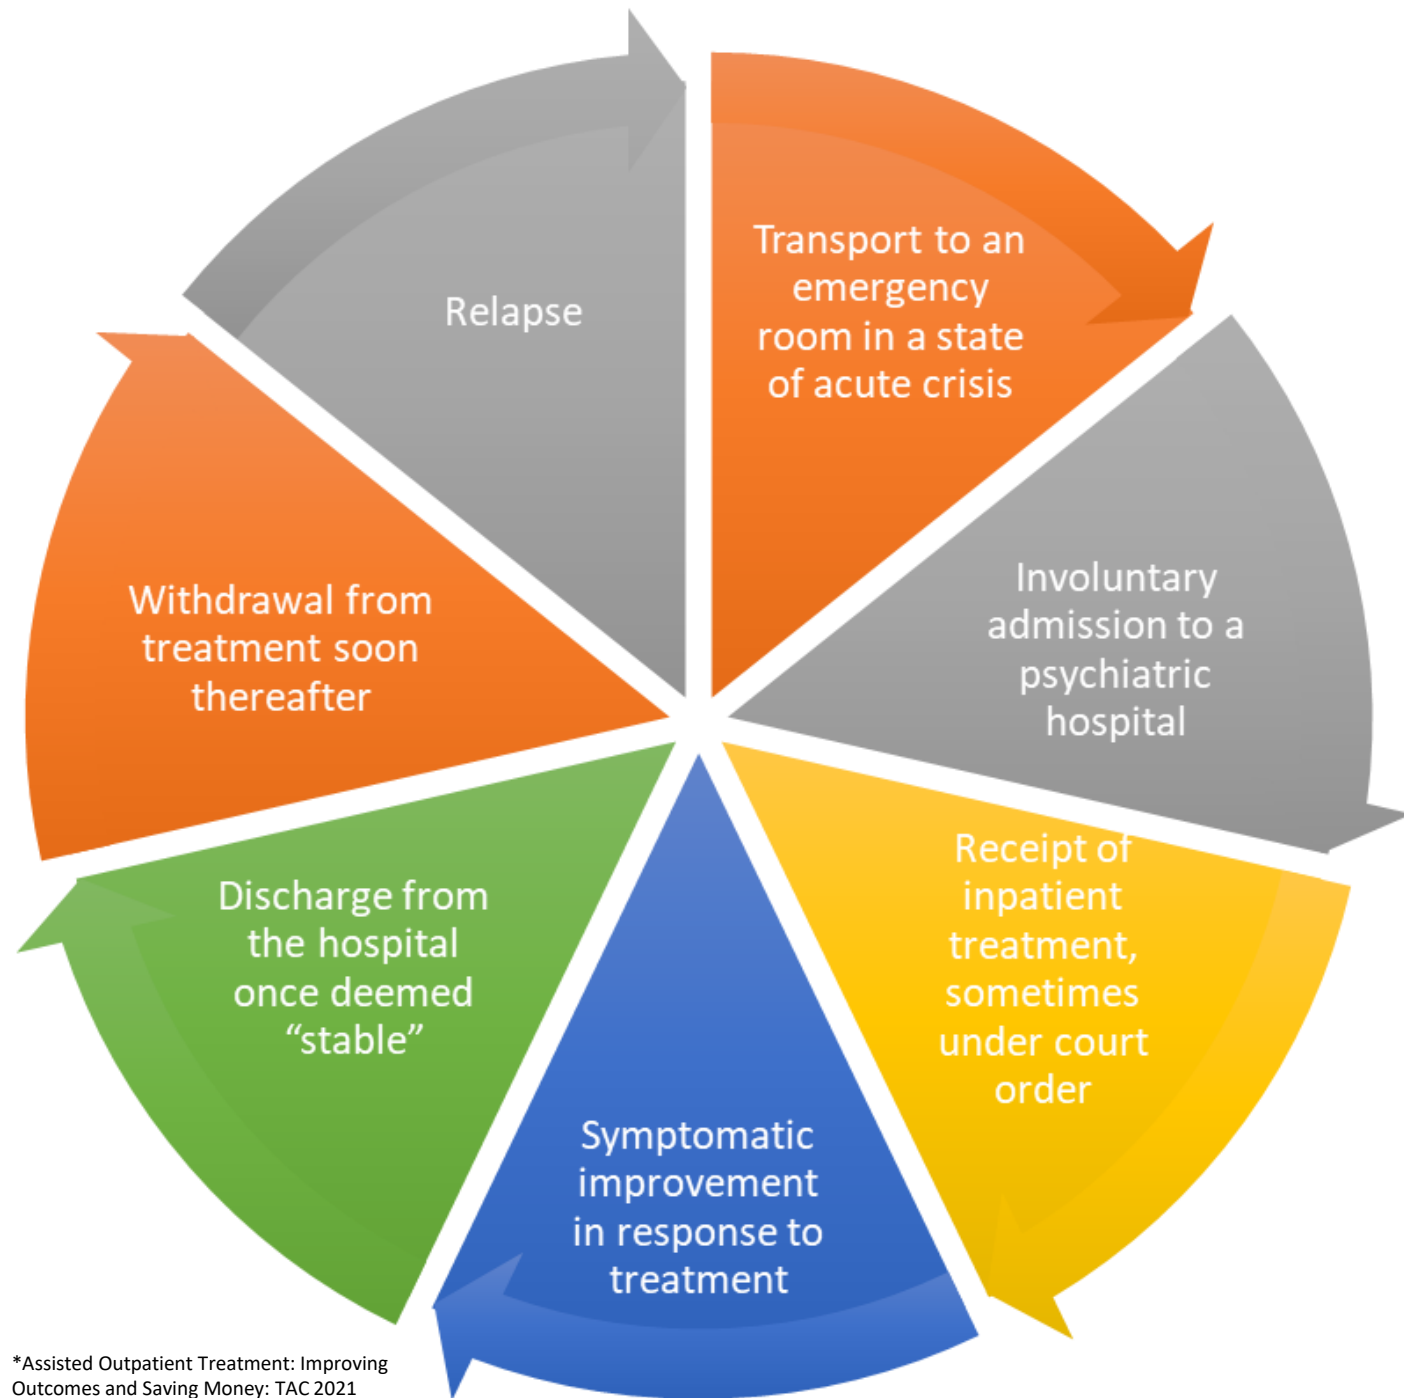 Transport to an
emergency
room in a state
of acute crisis
Involuntary
admission to a
psychiatric
hospital
Receipt of
inpatient
treatment,
sometimes
under court
order
Symptomatic
improvement
in response to
treatment
Discharge from
the hospital
once deemed
“stable”
Withdrawal from
treatment soon
thereafter
Relapse
*Assisted Outpatient Treatment: Improving
Outcomes and Saving Money: TAC 2021